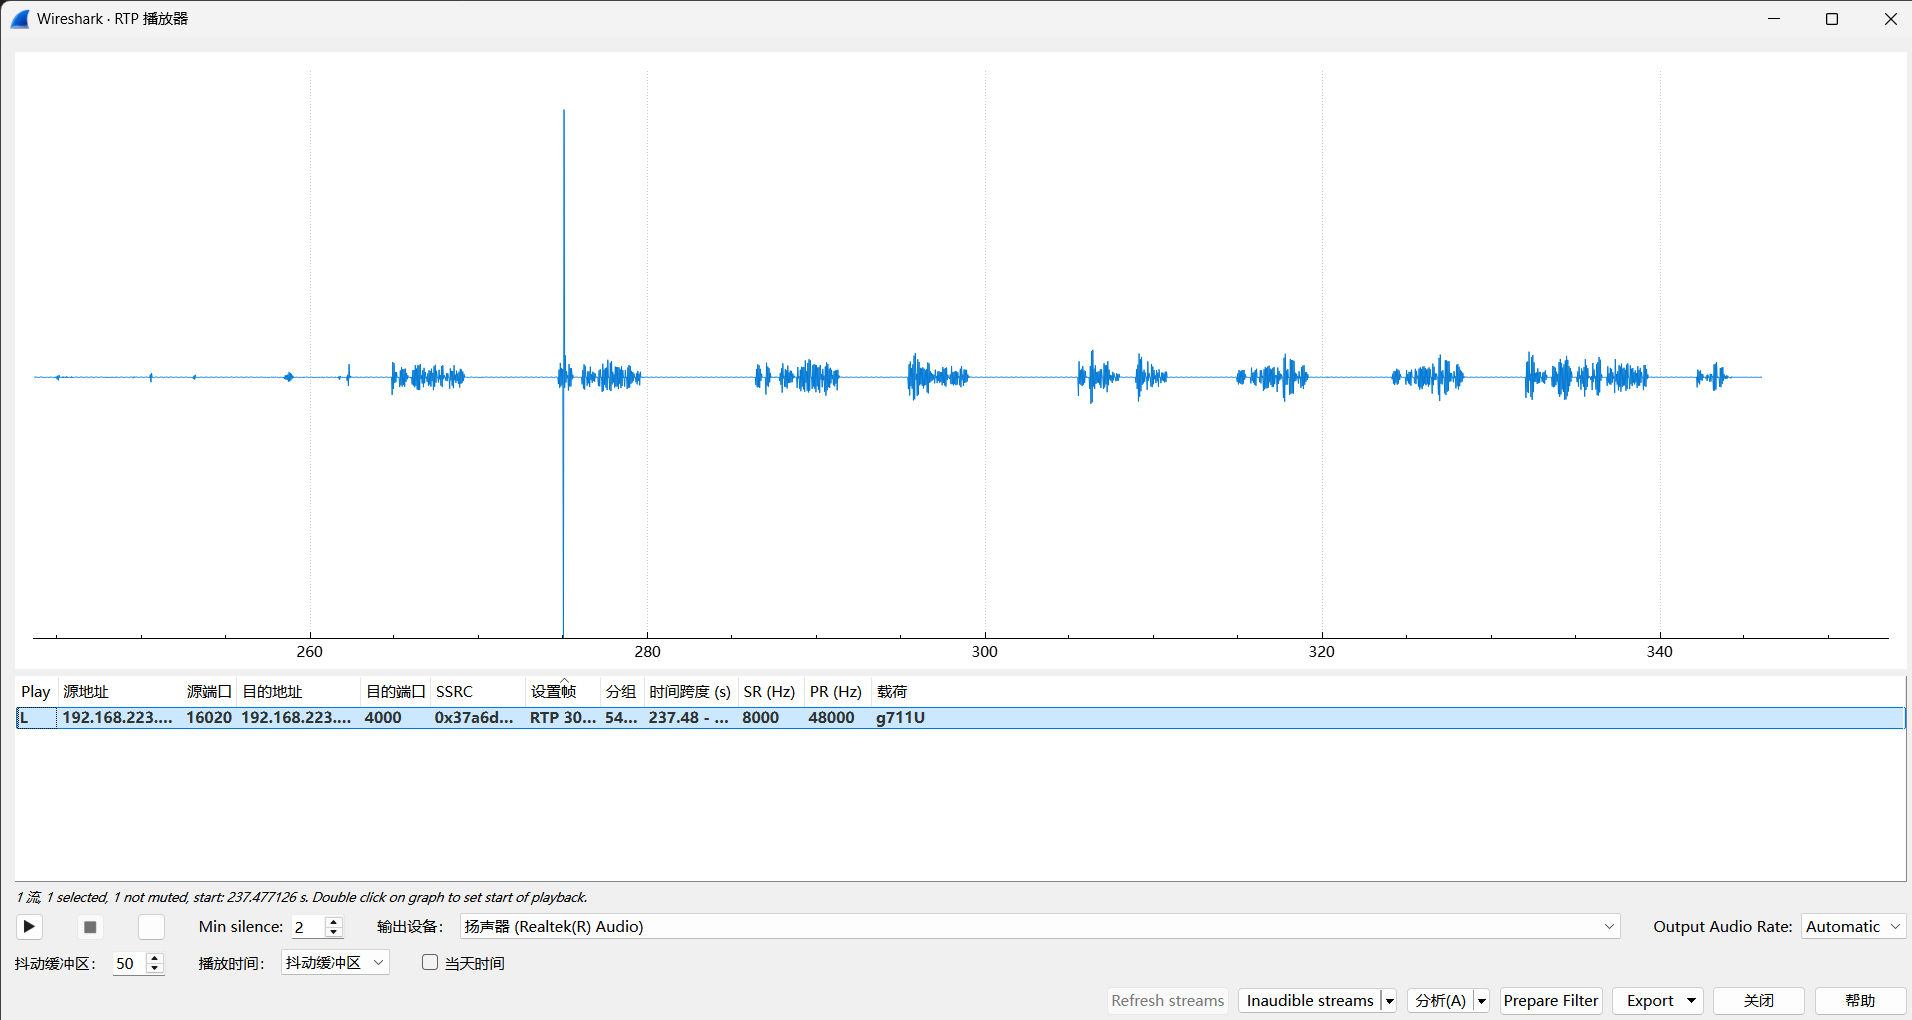 Wireshark · RTP 播放器
260 280 300 320 340
Play 源地址 源端口 目的地址 目的端口 SSRC 设置帧 分组 时间跨度 (s) SR (Hz) PR (Hz) 载荷
L 192.168.223.... 16020 192.168.223.... 4000 0x37a6d... RTP 30... 54... 237.48 - ... 8000 48000 g711U
1 流, 1 selected, 1 not muted, start: 237.477126 s. Double click on graph to set start of playback.
Min silence: 2 输出设备： 扬声器 (Realtek(R) Audio) Output Audio Rate: Automatic
抖动缓冲区： 50 播放时间： 抖动缓冲区 当天时间
Refresh streams Inaudible streams 分析(A) Prepare Filter Export 关闭 帮助